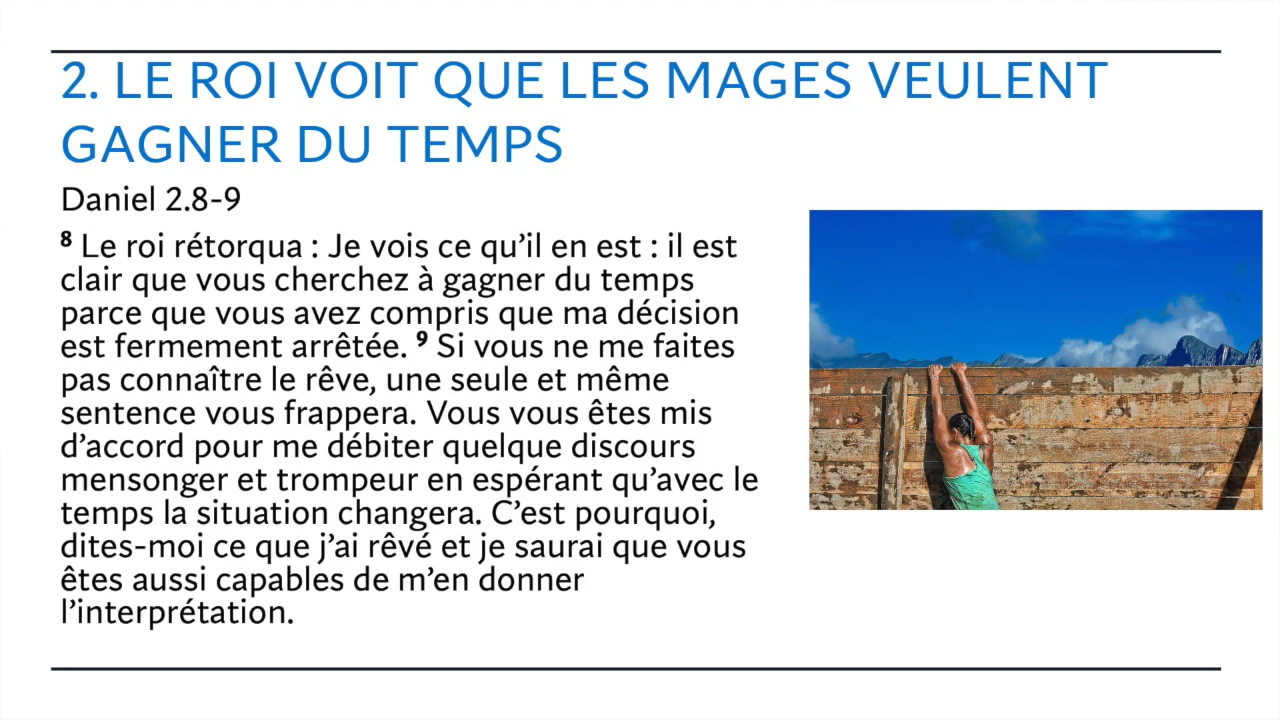 2. LE ROI VOIT QUE LES MAGES VEULENT
GAGNER DU TEMPS
Daniel 2.8-9
8 Le roi rétorqua : Je vois ce qu’il en est : il est
clair que vous cherchez à gagner du temps
parce que vous avez compris que ma décision
est fermement arrêtée. 9 Si vous ne me faites
pas connaître le rêve, une seule et même
sentence vous frappera. Vous vous êtes mis
d’accord pour me débiter quelque discours
mensonger et trompeur en espérant qu’avec le
temps la situation changera. C’est pourquoi,
dites-moi ce que j’ai rêvé et je saurai que vous
êtes aussi capables de m’en donner
l’interprétation.